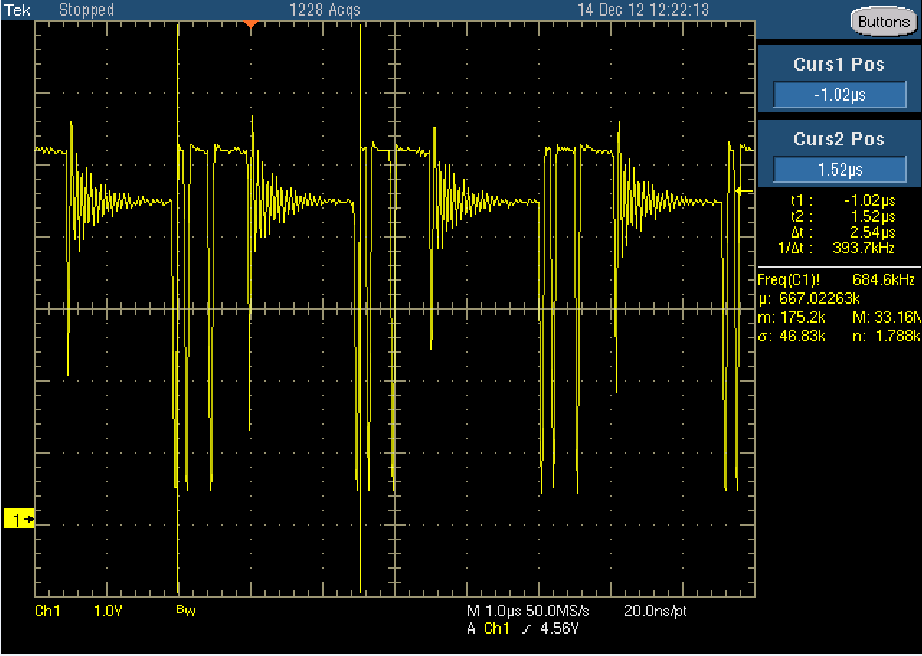 Tek Stopped 1228 Acqs 14 Dec 12 12:22:13
Buttons
Curs1 Pos
-1.02µs
Curs2 Pos
1.52µs
t1 : -1.02µs
t2 : 1.52µs
Δt : 2.54µs
1/Δt : 393.7kHz
Freq(C1)! 684.6kHz
µ: 667.02263k
m: 175.2k M: 33.16M
σ: 46.83k n: 1.788k
1
Ch1 1.0V Bw M 1.0µs 50.0MS/s 20.0ns/pt
A Ch1 / 4.56V